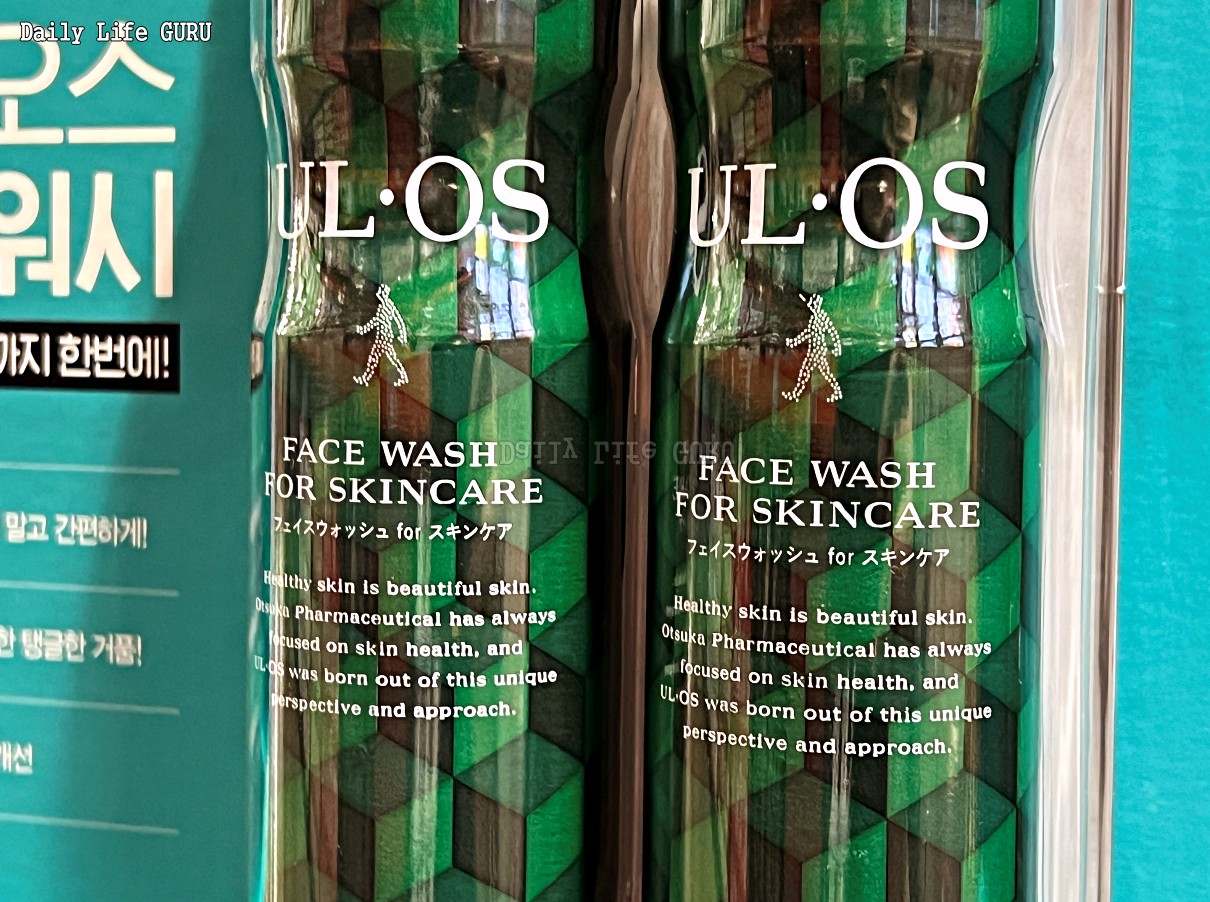 Daily Life GURU
오스
워시
까지 한번에!
말고 간편하게!
한 탱글한 거품!
개선
UL·OS
FACE WASH
FOR SKINCARE
フェイスウォッシュ for スキンケア
Healthy skin is beautiful skin.
Otsuka Pharmaceutical has always
focused on skin health, and
UL·OS was born out of this unique
perspective and approach.
UL·OS
FACE WASH
FOR SKINCARE
フェイスウォッシュ for スキンケア
Healthy skin is beautiful skin.
Otsuka Pharmaceutical has always
focused on skin health, and
UL·OS was born out of this unique
perspective and approach.
Daily Life GURU